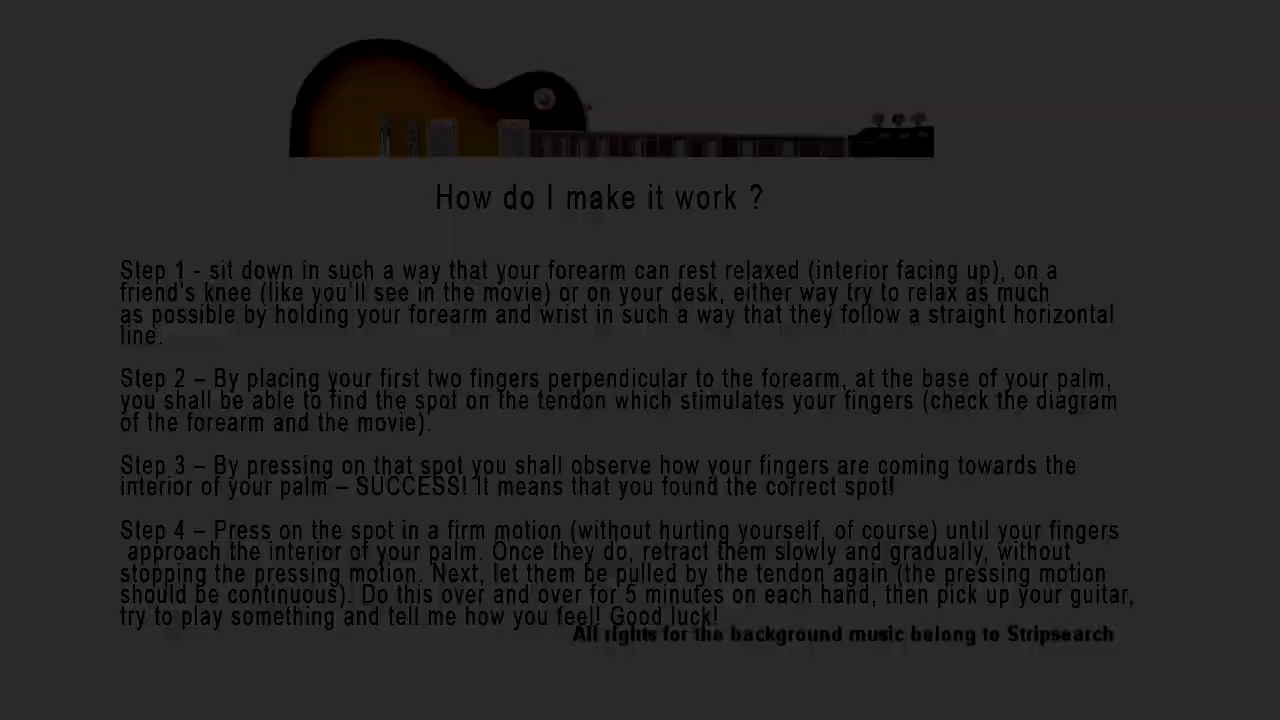 How do I make it work ?
Step 1 - sit down in such a way that your forearm can rest relaxed (interior facing up), on a
friend's knee (like you'll see in the movie) or on your desk, either way try to relax as much
as possible by holding your forearm and wrist in such a way that they follow a straight horizontal
line.
Step 2 – By placing your first two fingers perpendicular to the forearm, at the base of your palm,
you shall be able to find the spot on the tendon which stimulates your fingers (check the diagram
of the forearm and the movie).
Step 3 – By pressing on that spot you shall observe how your fingers are coming towards the
interior of your palm – SUCCESS! It means that you found the correct spot!
Step 4 – Press on the spot in a firm motion (without hurting yourself, of course) until your fingers
approach the interior of your palm. Once they do, retract them slowly and gradually, without
stopping the pressing motion. Next, let them be pulled by the tendon again (the pressing motion
should be continuous). Do this over and over for 5 minutes on each hand, then pick up your guitar,
try to play something and tell me how you feel! Good luck!
All rights for the background music belong to Stripsearch